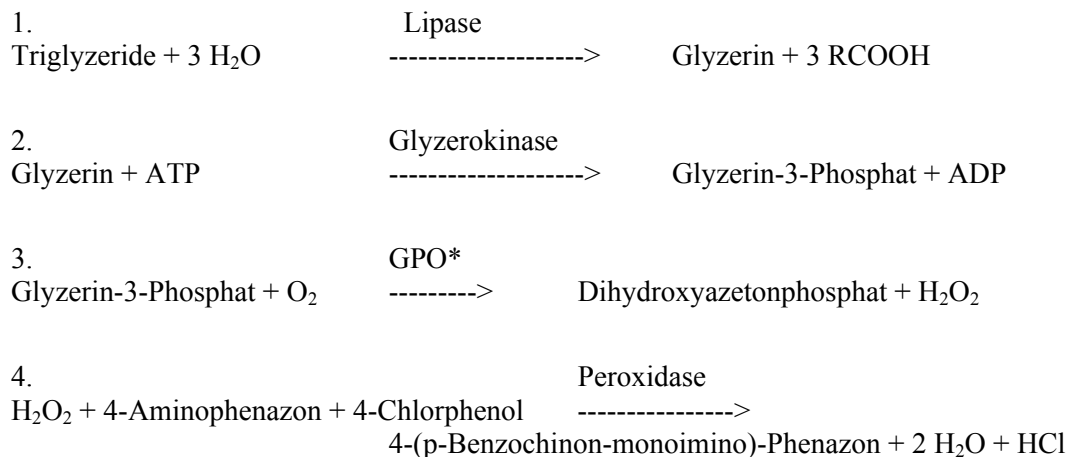 1. Lipase
Triglyzeride + 3 H₂O --------------------> Glyzerin + 3 RCOOH
2. Glyzerokinase
Glyzerin + ATP --------------------> Glyzerin-3-Phosphat + ADP
3. GPO*
Glyzerin-3-Phosphat + O₂ ---------> Dihydroxyazetonphosphat + H₂O₂
4. Peroxidase
H₂O₂ + 4-Aminophenazon + 4-Chlorphenol ---------------->
4-(p-Benzochinon-monoimino)-Phenazon + 2 H₂O + HCl